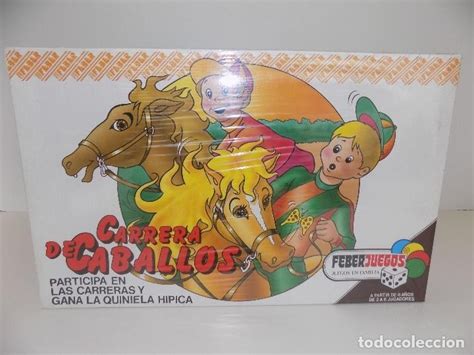 CARRERA
DE CABALLOS
PARTICIPA EN
LAS CARRERAS Y
GANA LA QUINIELA HIPICA
FEBERJUEGOS
JUEGOS EN FAMILIA
A PARTIR DE 6 AÑOS
DE 2 A 6 JUGADORES
todocoleccion